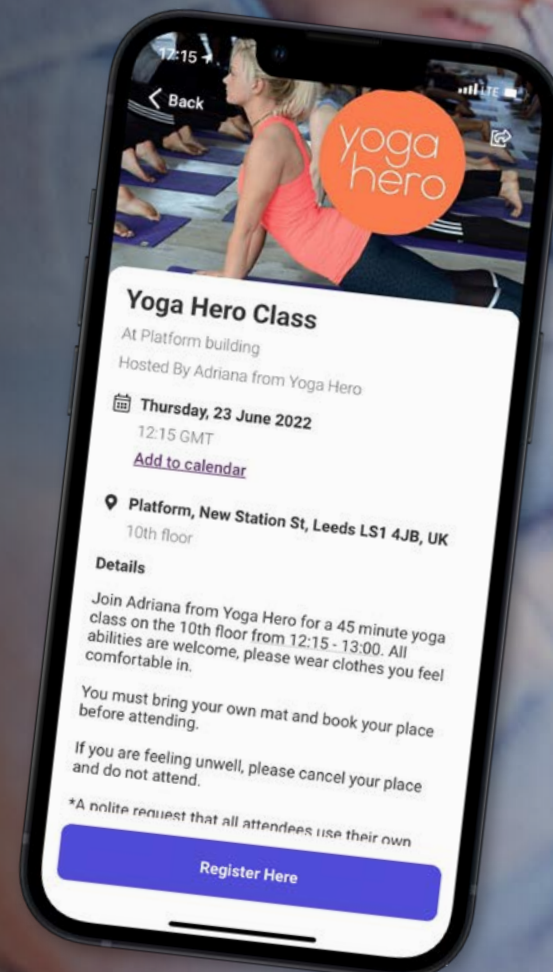 17:15
LTE
Back
yoga
hero
Yoga Hero Class
At Platform building
Hosted By Adriana from Yoga Hero
Thursday, 23 June 2022
12:15 GMT
Add to calendar
Platform, New Station St, Leeds LS1 4JB, UK
10th floor
Details
Join Adriana from Yoga Hero for a 45 minute yoga
class on the 10th floor from 12:15 - 13:00. All
abilities are welcome, please wear clothes you feel
comfortable in.
You must bring your own mat and book your place
before attending.
If you are feeling unwell, please cancel your place
and do not attend.
*A polite request that all attendees use their own
Register Here